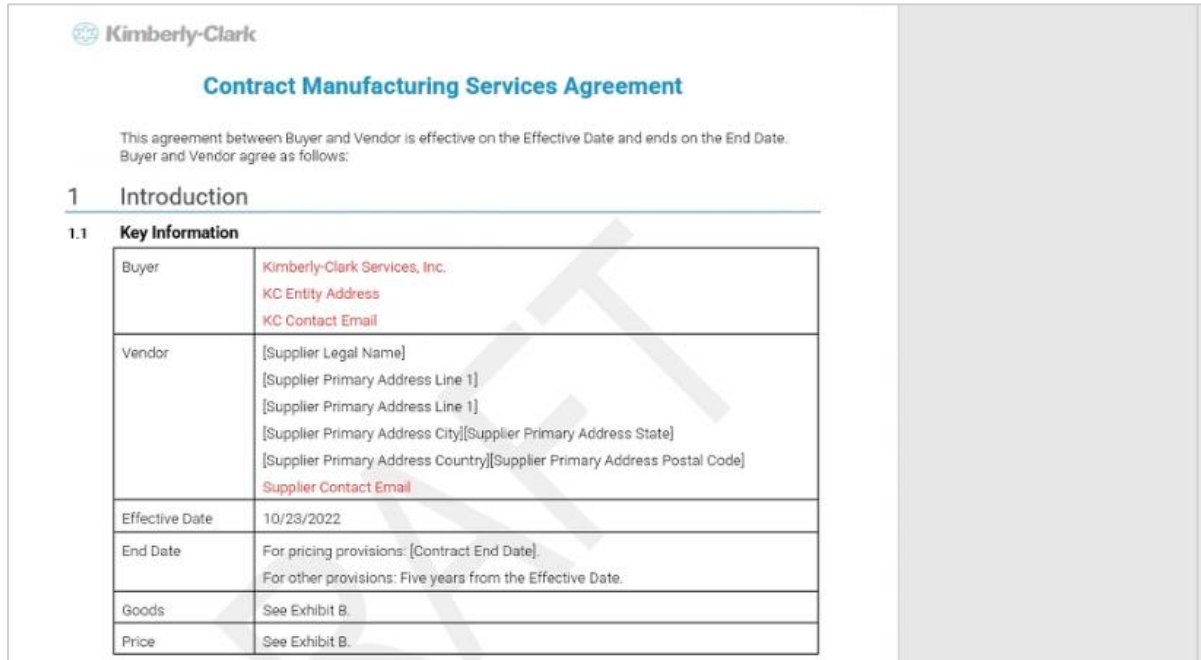 Kimberly-Clark
Contract Manufacturing Services Agreement
This agreement between Buyer and Vendor is effective on the Effective Date and ends on the End Date.
Buyer and Vendor agree as follows:
1 Introduction
1.1 Key Information
Buyer Kimberly-Clark Services, Inc.
KC Entity Address
KC Contact Email
Vendor [Supplier Legal Name]
[Supplier Primary Address Line 1]
[Supplier Primary Address Line 1]
[Supplier Primary Address City][Supplier Primary Address State]
[Supplier Primary Address Country][Supplier Primary Address Postal Code]
Supplier Contact Email
Effective Date 10/23/2022
End Date For pricing provisions: [Contract End Date].
For other provisions: Five years from the Effective Date.
Goods See Exhibit B.
Price See Exhibit B.
RAFT